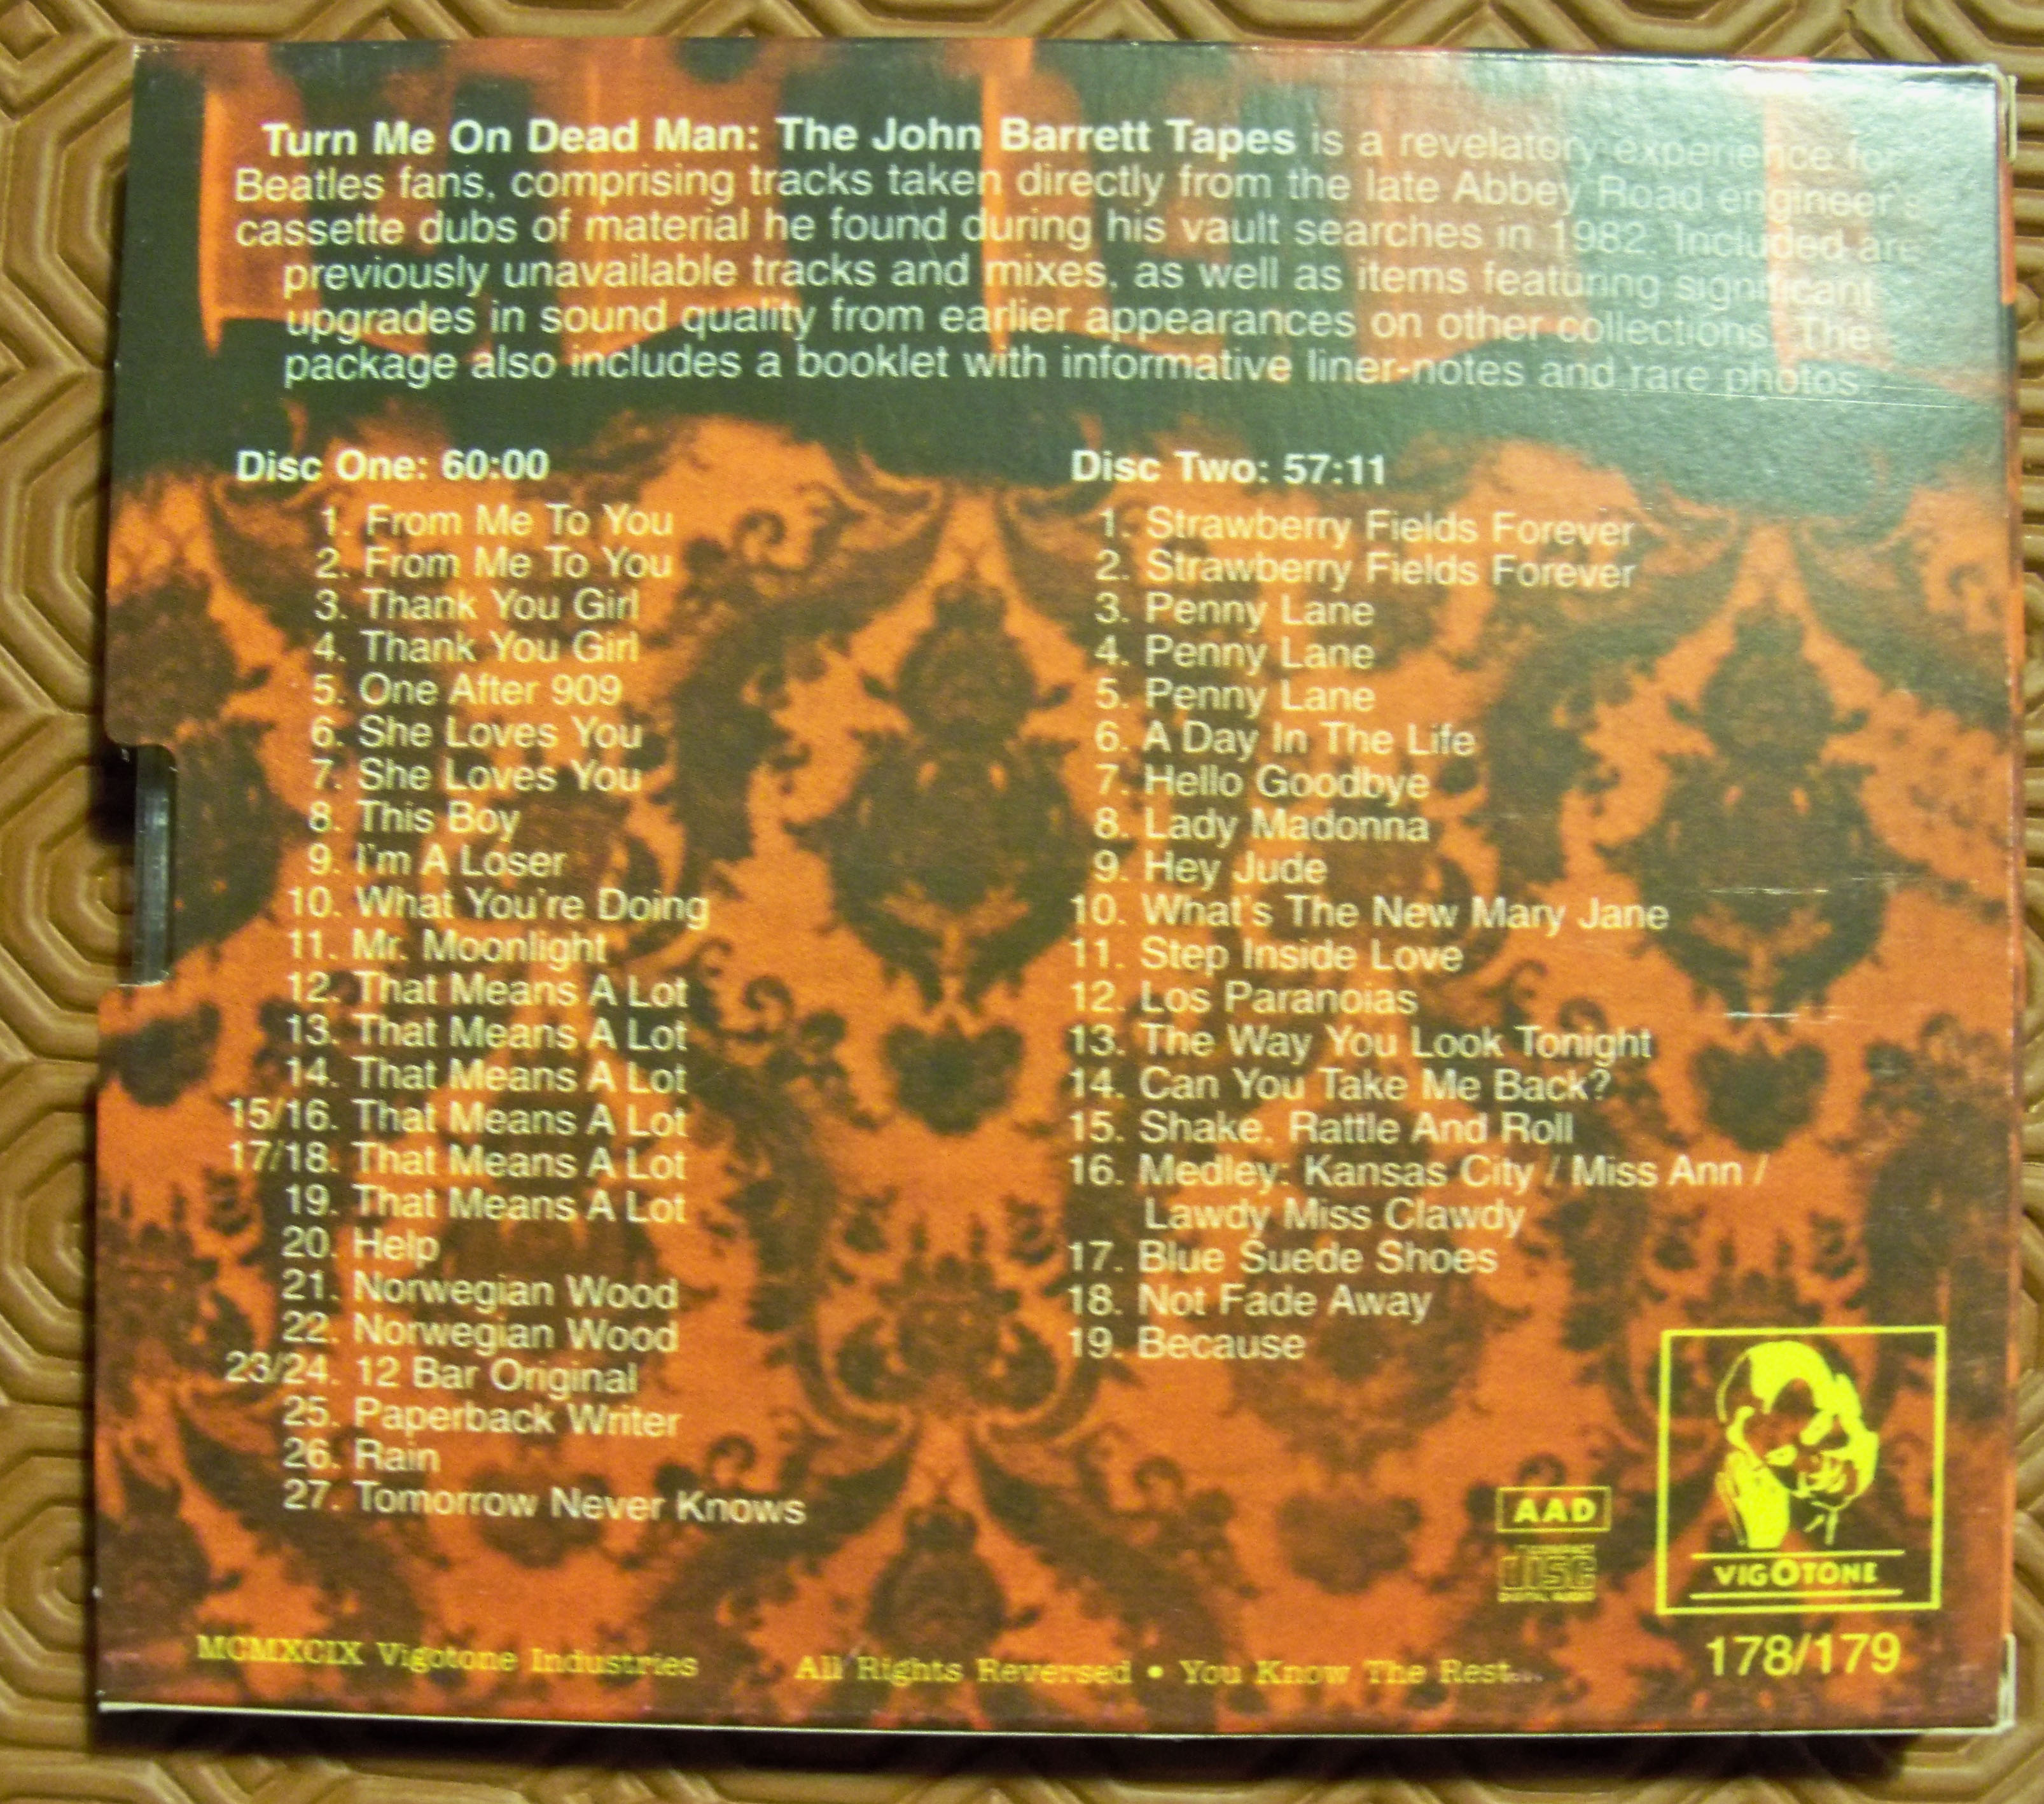 Turn Me On Dead Man: The John Barrett Tapes is a revelatory experience for
Beatles fans, comprising tracks taken directly from the late Abbey Road engineer's
cassette dubs of material he found during his vault searches in 1982. Included are
previously unavailable tracks and mixes, as well as items featuring significant
upgrades in sound quality from earlier appearances on other collections. The
package also includes a booklet with informative liner-notes and rare photos.
Disc One: 60:00
1. From Me To You
2. From Me To You
3. Thank You Girl
4. Thank You Girl
5. One After 909
6. She Loves You
7. She Loves You
8. This Boy
9. I'm A Loser
10. What You're Doing
11. Mr. Moonlight
12. That Means A Lot
13. That Means A Lot
14. That Means A Lot
15/16. That Means A Lot
17/18. That Means A Lot
19. That Means A Lot
20. Help
21. Norwegian Wood
22. Norwegian Wood
23/24. 12 Bar Original
25. Paperback Writer
26. Rain
27. Tomorrow Never Knows
Disc Two: 57:11
1. Strawberry Fields Forever
2. Strawberry Fields Forever
3. Penny Lane
4. Penny Lane
5. Penny Lane
6. A Day In The Life
7. Hello Goodbye
8. Lady Madonna
9. Hey Jude
10. What's The New Mary Jane
11. Step Inside Love
12. Los Paranoias
13. The Way You Look Tonight
14. Can You Take Me Back?
15. Shake, Rattle And Roll
16. Medley: Kansas City / Miss Ann /
Lawdy Miss Clawdy
17. Blue Suede Shoes
18. Not Fade Away
19. Because
AAD
COMPACT
disc
DIGITAL AUDIO
VIGOTONE
178/179
MCMXCIX Vigotone Industries
All Rights Reversed • You Know The Rest...